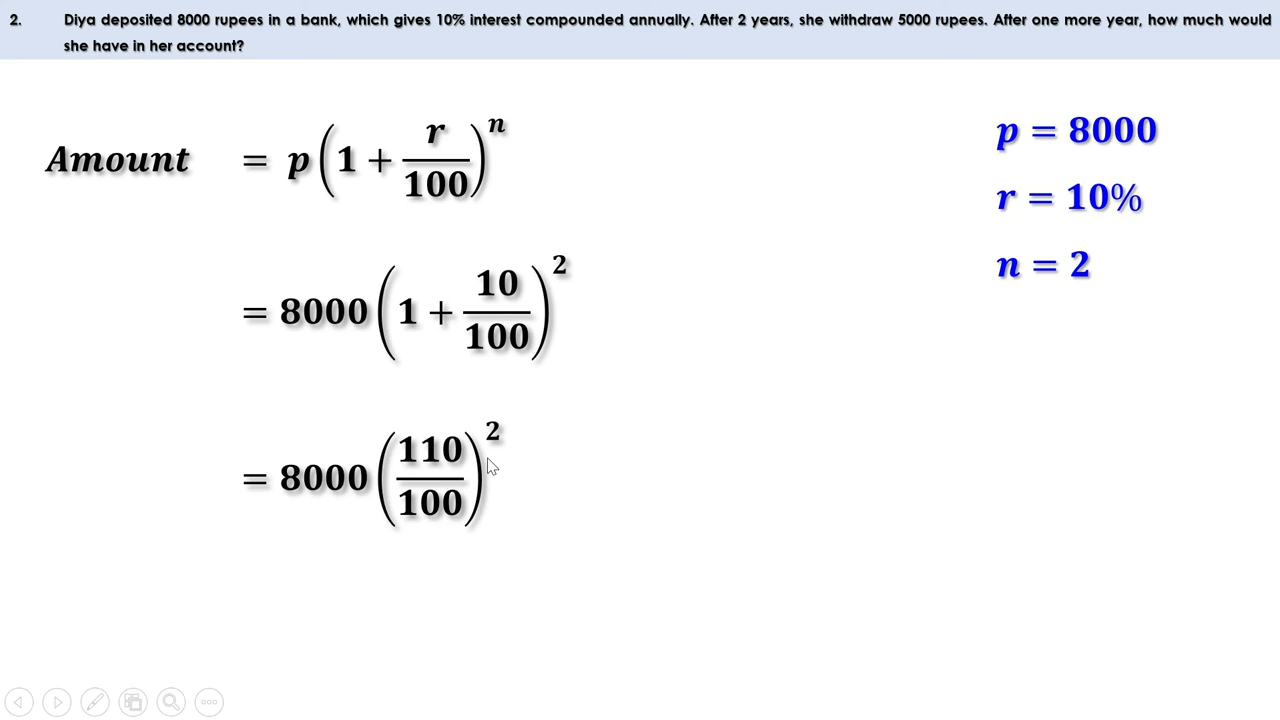 2. Diya deposited 8000 rupees in a bank, which gives 10% interest compounded annually. After 2 years, she withdraw 5000 rupees. After one more year, how much would
she have in her account?
Amount = p(1 + r/100)^n
= 8000(1 + 10/100)^2
= 8000(110/100)^2
p = 8000
r = 10%
n = 2